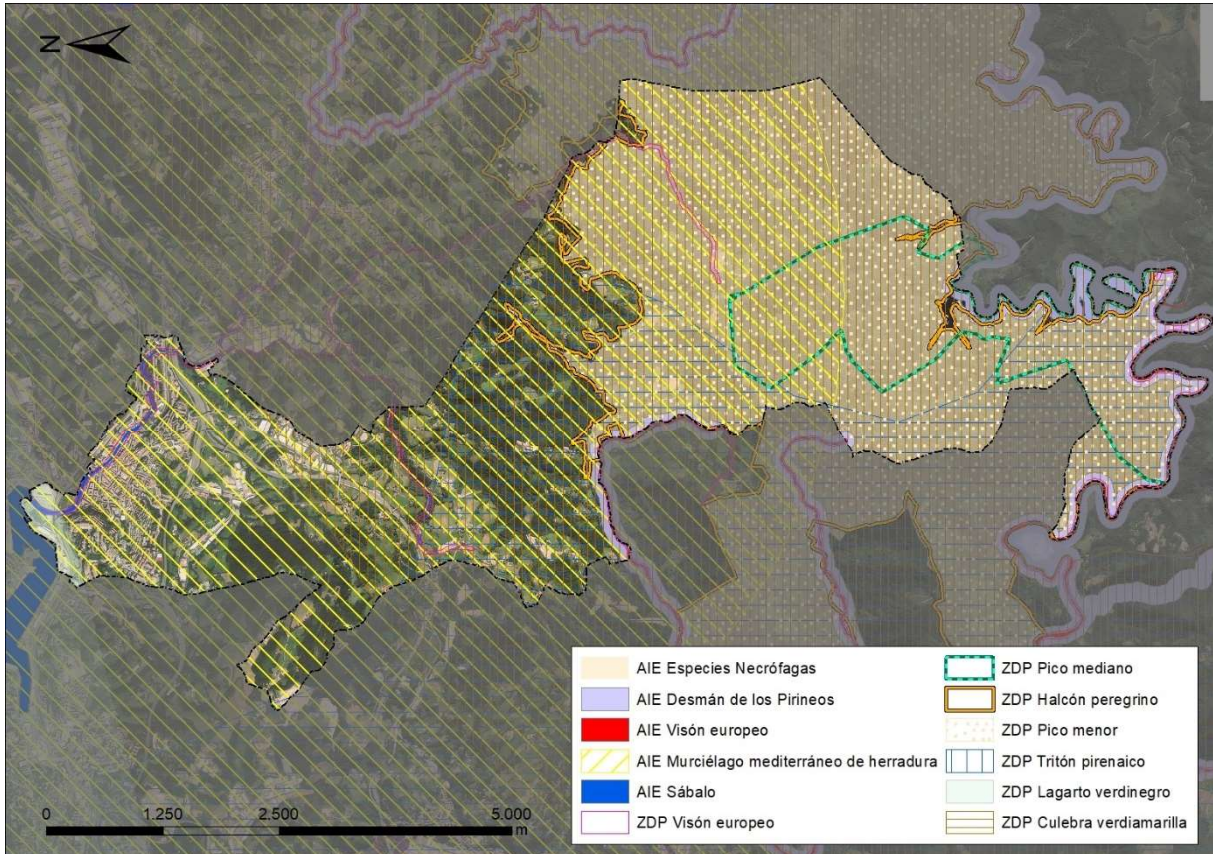 N
AIE Especies Necrófagas
AIE Desmán de los Pirineos
AIE Visón europeo
AIE Murciélago mediterráneo de herradura
AIE Sábalo
ZDP Visón europeo
ZDP Pico mediano
ZDP Halcón peregrino
ZDP Pico menor
ZDP Tritón pirenaico
ZDP Lagarto verdinegro
ZDP Culebra verdiamarilla
0 1.250 2.500 5.000
m